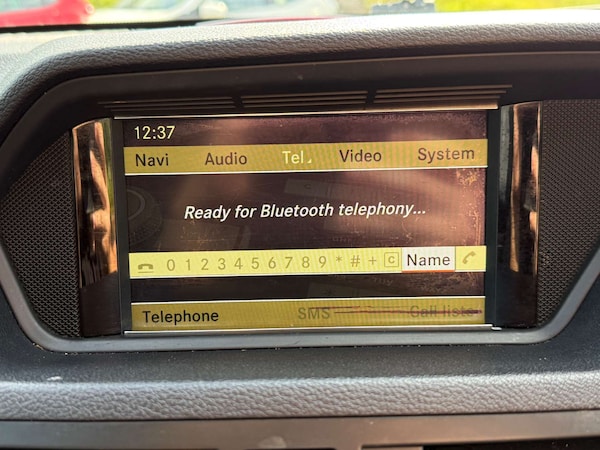 12:37
Navi Audio Tel Video System
Ready for Bluetooth telephony...
0 1 2 3 4 5 6 7 8 9 * # + C Name
Telephone SMS Call lists